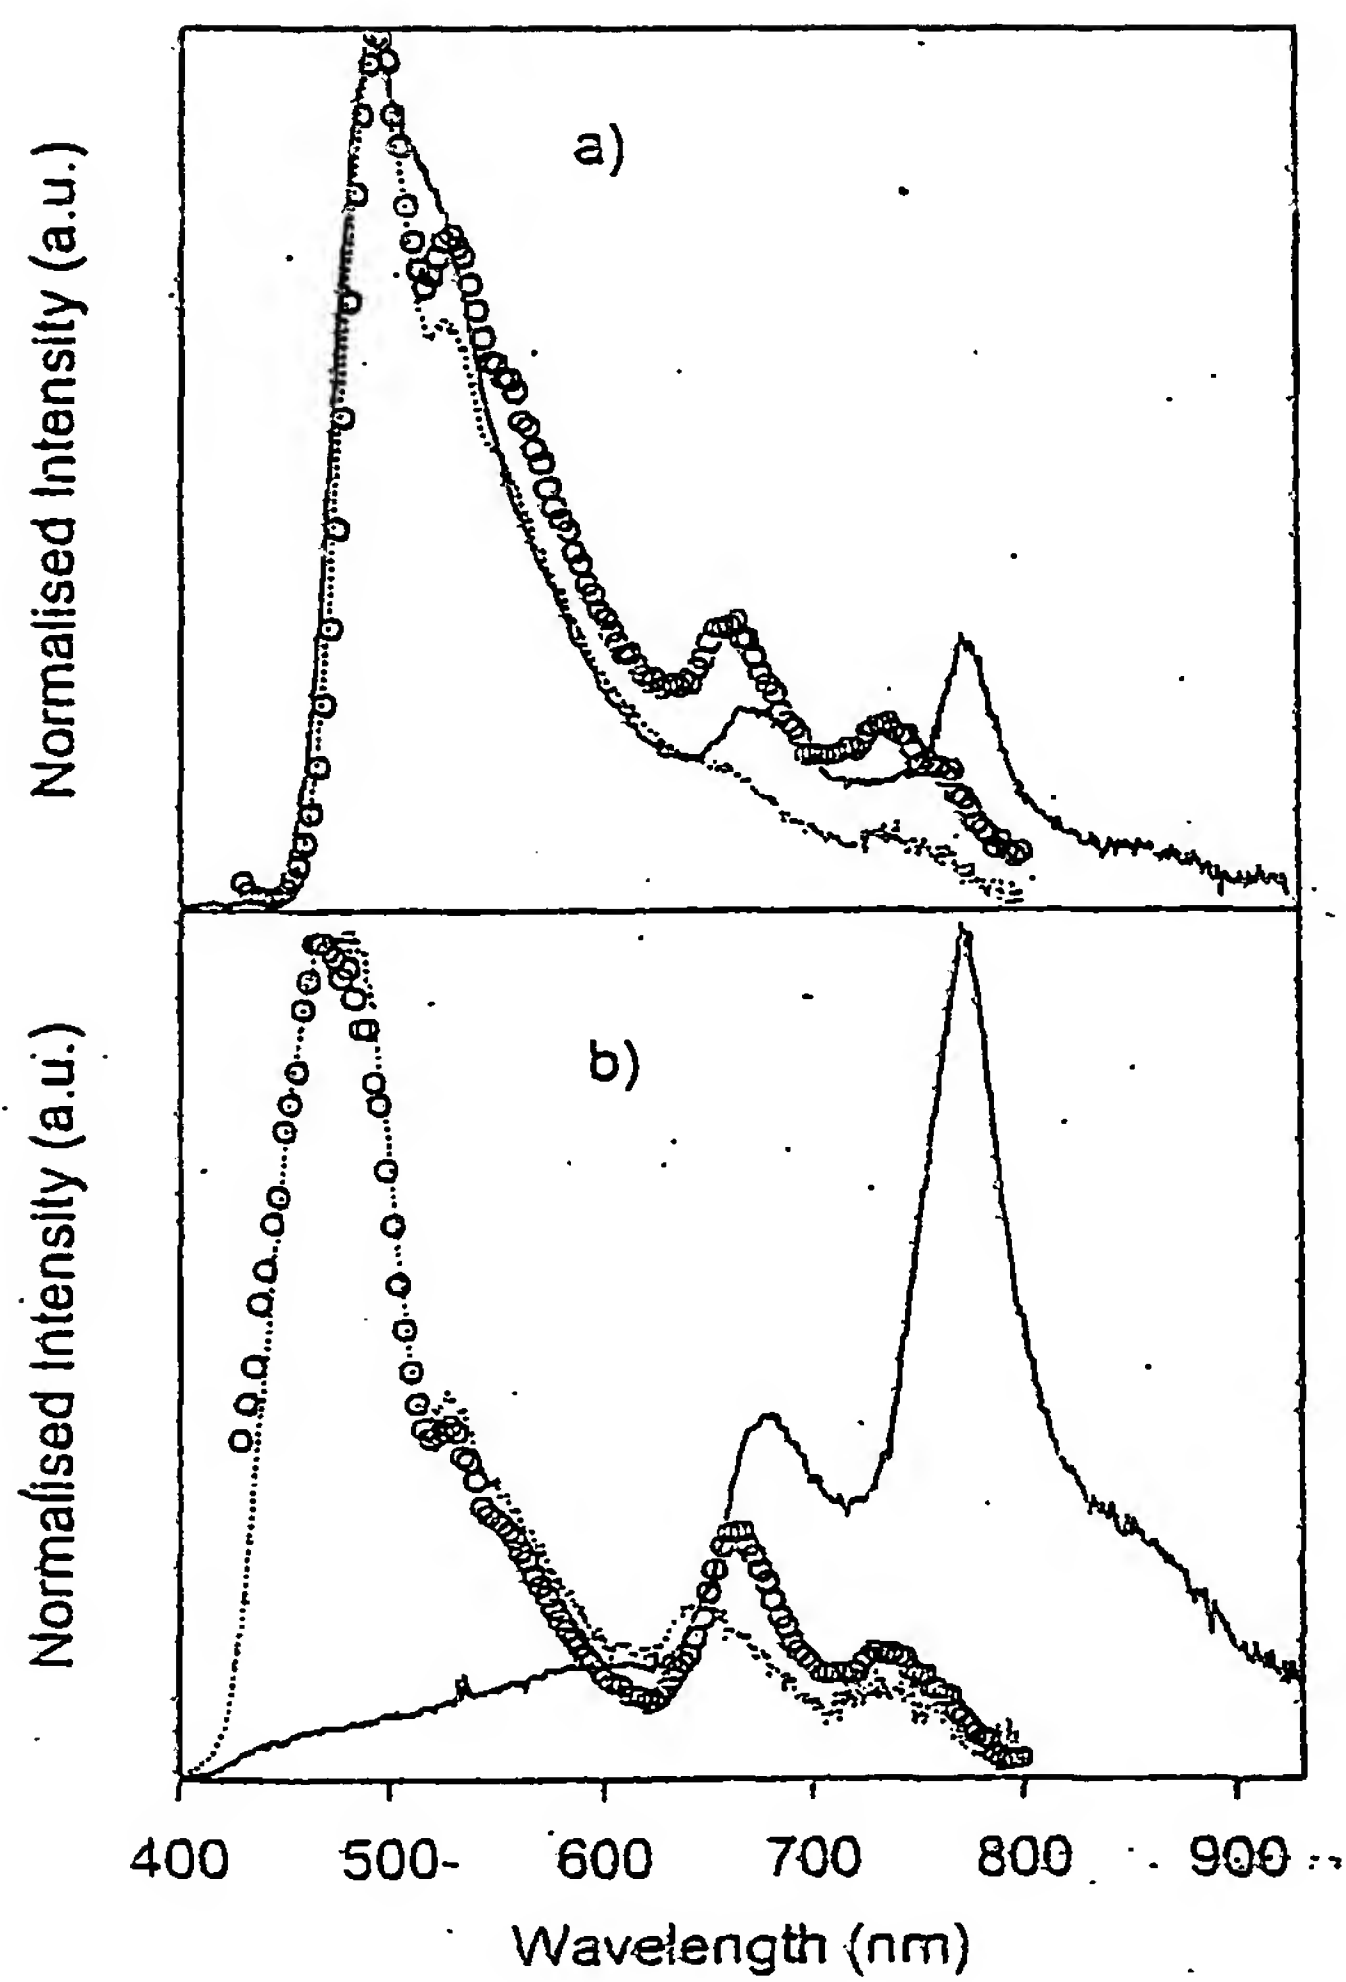 a)
Normalised Intensity (a.u.)
b)
Normalised Intensity (a.u.)
400 500 600 700 800 900
Wavelength (nm)